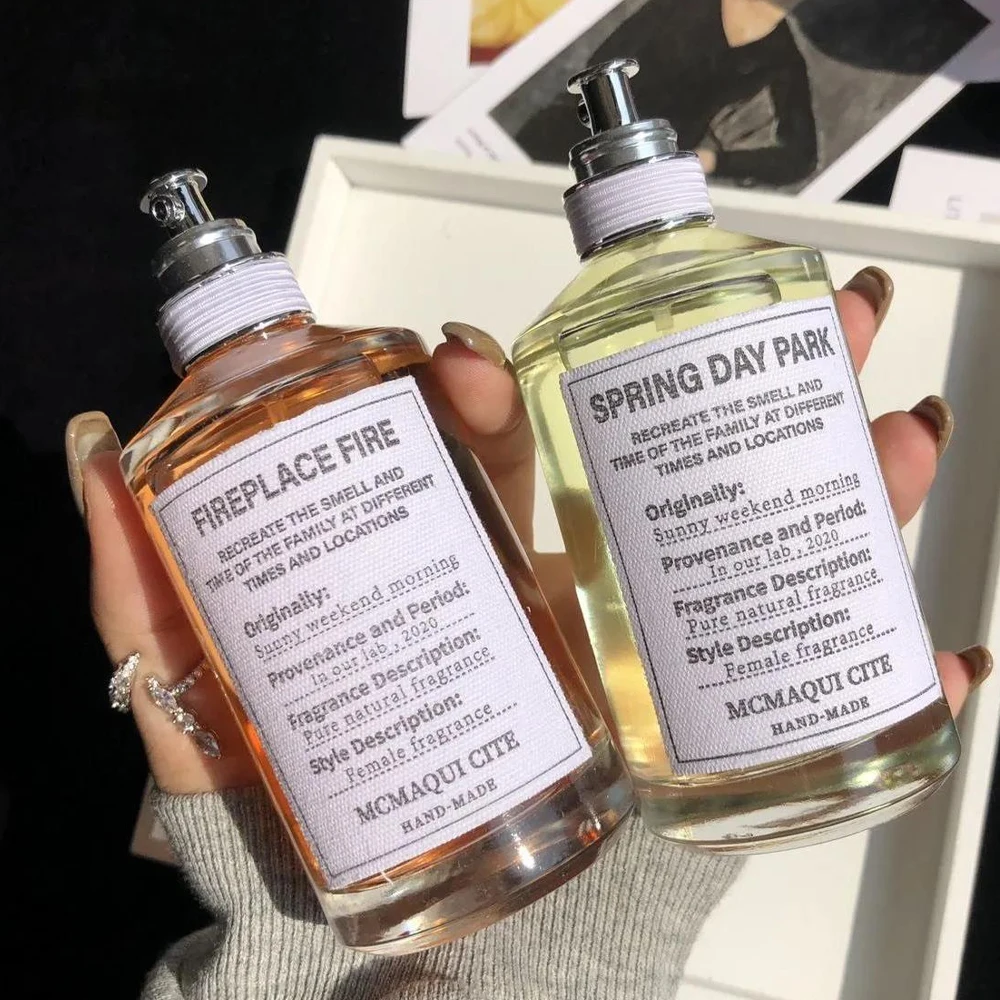 FIREPLACE FIRE
RECREATE THE SMELL AND
TIME OF THE FAMILY AT DIFFERENT
TIMES AND LOCATIONS
Originally:
Sunny weekend morning
Provenance and Period:
In our lab , 2020
Fragrance Description:
Pure natural fragrance
Style Description:
Female fragrance
MCMAQUI CITE
HAND-MADE
SPRING DAY PARK
RECREATE THE SMELL AND
TIME OF THE FAMILY AT DIFFERENT
TIMES AND LOCATIONS
Originally:
Sunny weekend morning
Provenance and Period:
In our lab , 2020
Fragrance Description:
Pure natural fragrance
Style Description:
Female fragrance
MCMAQUI CITE
HAND-MADE